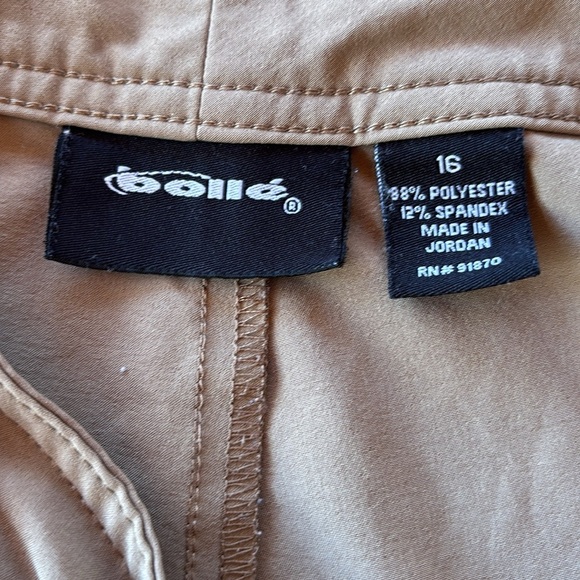 bollé®
16
88% POLYESTER
12% SPANDEX
MADE IN
JORDAN
RN# 91870